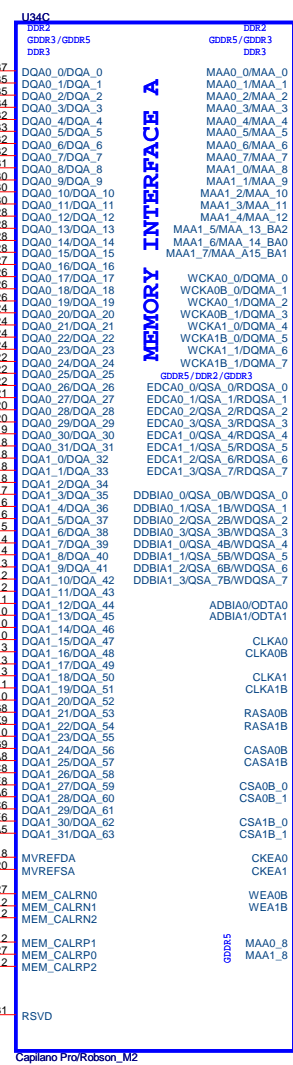 U34C
DDR2 DDR2
GDDR3/GDDR5 GDDR5/GDDR3
DDR3 DDR3
DQA0_0/DQA_0 MAA0_0/MAA_0
DQA0_1/DQA_1 MAA0_1/MAA_1
DQA0_2/DQA_2 MAA0_2/MAA_2
DQA0_3/DQA_3 MAA0_3/MAA_3
DQA0_4/DQA_4 MAA0_4/MAA_4
DQA0_5/DQA_5 MAA0_5/MAA_5
DQA0_6/DQA_6 MAA0_6/MAA_6
DQA0_7/DQA_7 MAA0_7/MAA_7
DQA0_8/DQA_8 MAA1_0/MAA_8
DQA0_9/DQA_9 MAA1_1/MAA_9
DQA0_10/DQA_10 MAA1_2/MAA_10
DQA0_11/DQA_11 MAA1_3/MAA_11
DQA0_12/DQA_12 MAA1_4/MAA_12
DQA0_13/DQA_13 MAA1_5/MAA_13_BA2
DQA0_14/DQA_14 MAA1_6/MAA_14_BA0
DQA0_15/DQA_15 MAA1_7/MAA_A15_BA1
DQA0_16/DQA_16
DQA0_17/DQA_17 WCKA0_0/DQMA_0
DQA0_18/DQA_18 WCKA0B_0/DQMA_1
DQA0_19/DQA_19 WCKA0_1/DQMA_2
DQA0_20/DQA_20 WCKA0B_1/DQMA_3
DQA0_21/DQA_21 WCKA1_0/DQMA_4
DQA0_22/DQA_22 WCKA1B_0/DQMA_5
DQA0_23/DQA_23 WCKA1_1/DQMA_6
DQA0_24/DQA_24 WCKA1B_1/DQMA_7
DQA0_25/DQA_25 GDDR5/DDR2/GDDR3
DQA0_26/DQA_26 EDCA0_0/QSA_0/RDQSA_0
DQA0_27/DQA_27 EDCA0_1/QSA_1/RDQSA_1
DQA0_28/DQA_28 EDCA0_2/QSA_2/RDQSA_2
DQA0_29/DQA_29 EDCA0_3/QSA_3/RDQSA_3
DQA0_30/DQA_30 EDCA1_0/QSA_4/RDQSA_4
DQA0_31/DQA_31 EDCA1_1/QSA_5/RDQSA_5
DQA1_0/DQA_32 EDCA1_2/QSA_6/RDQSA_6
DQA1_1/DQA_33 EDCA1_3/QSA_7/RDQSA_7
DQA1_2/DQA_34
DQA1_3/DQA_35 DDBIA0_0/QSA_0B/WDQSA_0
DQA1_4/DQA_36 DDBIA0_1/QSA_1B/WDQSA_1
DQA1_5/DQA_37 DDBIA0_2/QSA_2B/WDQSA_2
DQA1_6/DQA_38 DDBIA0_3/QSA_3B/WDQSA_3
DQA1_7/DQA_39 DDBIA1_0/QSA_4B/WDQSA_4
DQA1_8/DQA_40 DDBIA1_1/QSA_5B/WDQSA_5
DQA1_9/DQA_41 DDBIA1_2/QSA_6B/WDQSA_6
DQA1_10/DQA_42 DDBIA1_3/QSA_7B/WDQSA_7
DQA1_11/DQA_43
DQA1_12/DQA_44 ADBIA0/ODTA0
DQA1_13/DQA_45 ADBIA1/ODTA1
DQA1_14/DQA_46
DQA1_15/DQA_47 CLKA0
DQA1_16/DQA_48 CLKA0B
DQA1_17/DQA_49
DQA1_18/DQA_50 CLKA1
DQA1_19/DQA_51 CLKA1B
DQA1_20/DQA_52
DQA1_21/DQA_53 RASA0B
DQA1_22/DQA_54 RASA1B
DQA1_23/DQA_55
DQA1_24/DQA_56 CASA0B
DQA1_25/DQA_57 CASA1B
DQA1_26/DQA_58
DQA1_27/DQA_59 CSA0B_0
DQA1_28/DQA_60 CSA0B_1
DQA1_29/DQA_61
DQA1_30/DQA_62 CSA1B_0
DQA1_31/DQA_63 CSA1B_1
MVREFDA CKEA0
MVREFSA CKEA1
MEM_CALRN0 WEA0B
MEM_CALRN1 WEA1B
MEM_CALRN2
MEM_CALRP1 MAA0_8
MEM_CALRP0 MAA1_8
MEM_CALRP2
GDDR5
RSVD
MEMORY INTERFACE A
Capilano Pro/Robson_M2